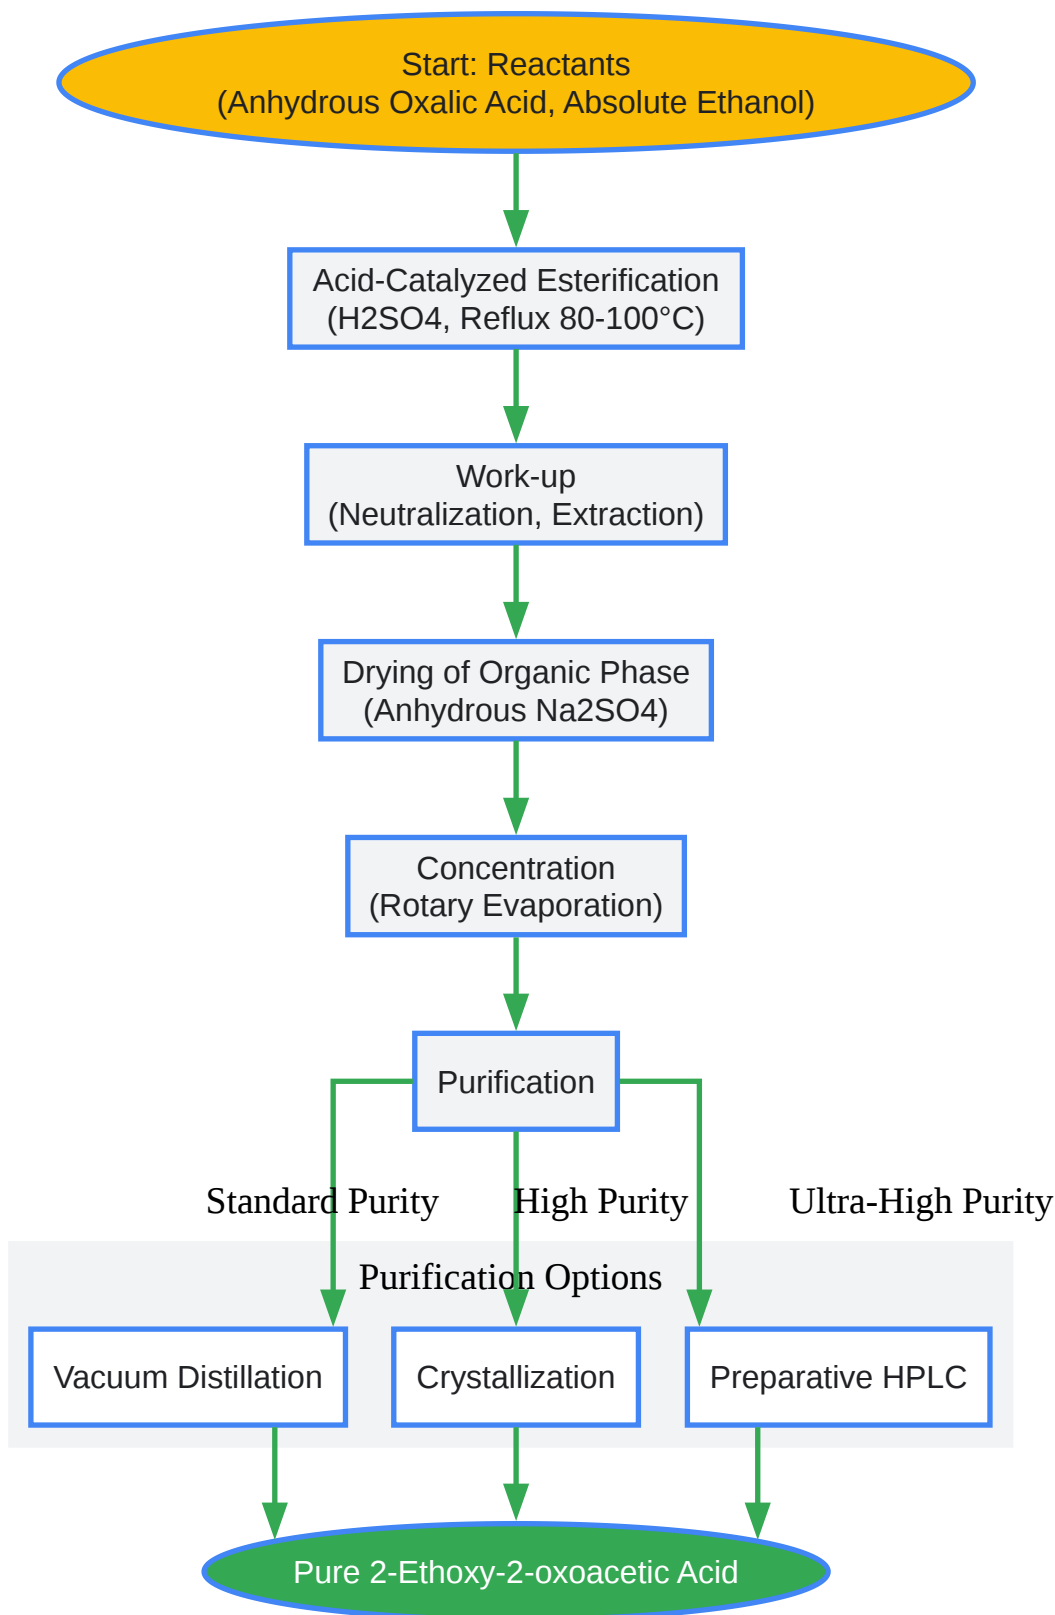 Start: Reactants
(Anhydrous Oxalic Acid, Absolute Ethanol)
Acid-Catalyzed Esterification
(H2SO4, Reflux 80-100°C)
Work-up
(Neutralization, Extraction)
Drying of Organic Phase
(Anhydrous Na2SO4)
Concentration
(Rotary Evaporation)
Purification
Standard Purity
High Purity
Ultra-High Purity
Purification Options
Vacuum Distillation
Crystallization
Preparative HPLC
Pure 2-Ethoxy-2-oxoacetic Acid